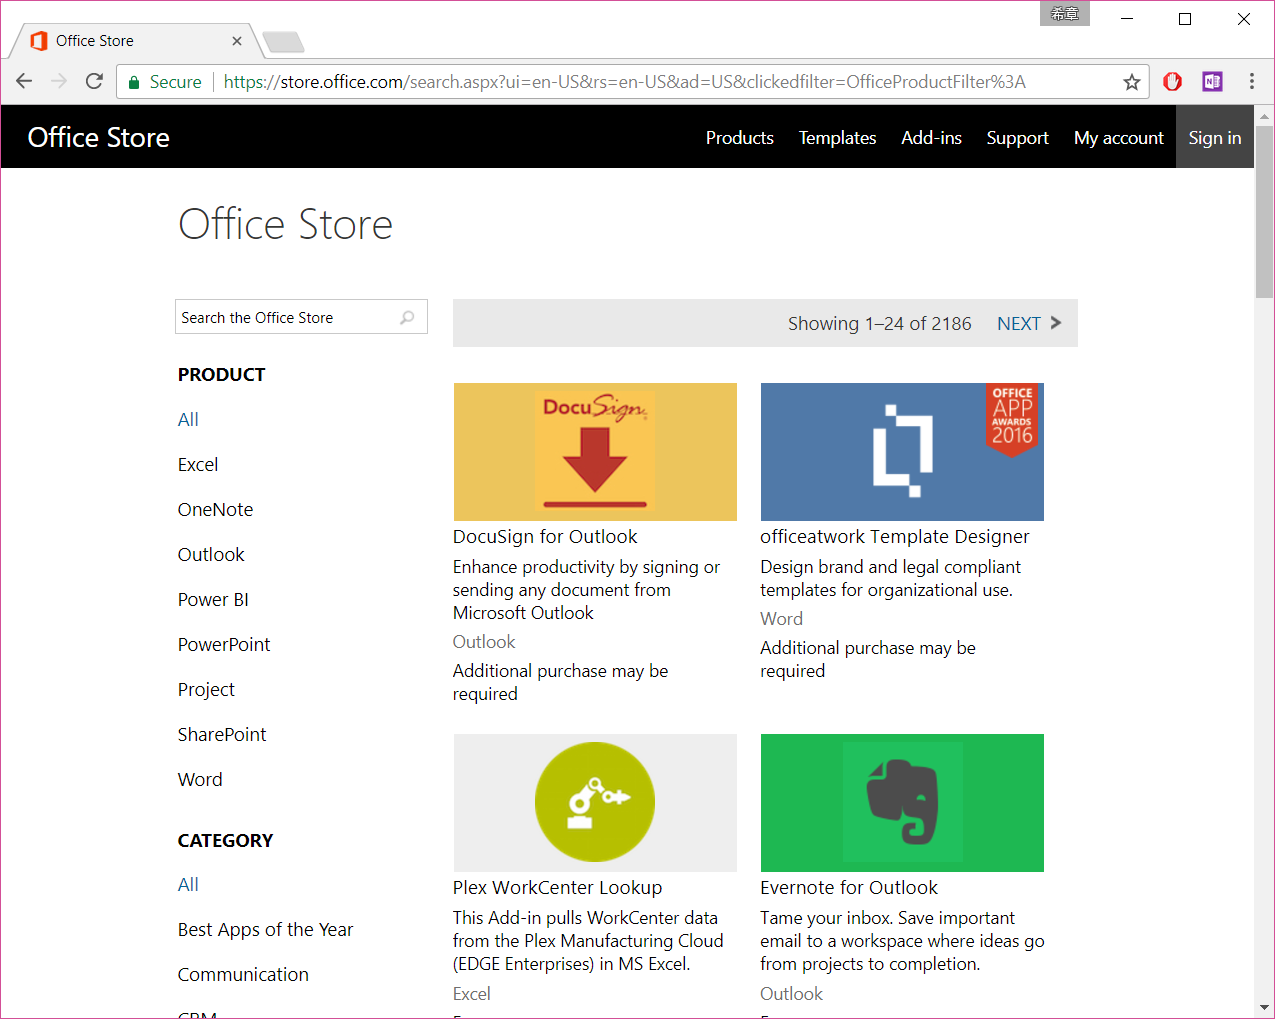 希章
Office Store
Secure
https://store.office.com/search.aspx?ui=en-US&rs=en-US&ad=US&clickedfilter=OfficeProductFilter%3A
Office Store
Products
Templates
Add-ins
Support
My account
Sign in
Office Store
Search the Office Store
Showing 1–24 of 2186
NEXT
PRODUCT
All
Excel
OneNote
Outlook
Power BI
PowerPoint
Project
SharePoint
Word
CATEGORY
All
Best Apps of the Year
Communication
CRM
DocuSign
DocuSign for Outlook
Enhance productivity by signing or
sending any document from
Microsoft Outlook
Outlook
Additional purchase may be
required
OFFICE
APP
AWARDS
2016
officeatwork Template Designer
Design brand and legal compliant
templates for organizational use.
Word
Additional purchase may be
required
Plex WorkCenter Lookup
This Add-in pulls WorkCenter data
from the Plex Manufacturing Cloud
(EDGE Enterprises) in MS Excel.
Excel
Evernote for Outlook
Tame your inbox. Save important
email to a workspace where ideas go
from projects to completion.
Outlook